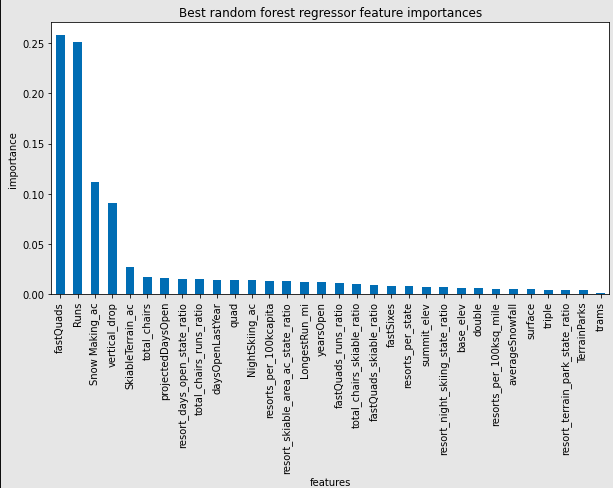 Best random forest regressor feature importances
importance
0.25
0.20
0.15
0.10
0.05
0.00
fastQuads
Runs
Snow Making_ac
vertical_drop
SkiableTerrain_ac
total_chairs
projectedDaysOpen
resort_days_open_state_ratio
total_chairs_runs_ratio
daysOpenLastYear
quad
NightSkiing_ac
resorts_per_100kcapita
resort_skiable_area_ac_state_ratio
LongestRun_mi
yearsOpen
fastQuads_runs_ratio
total_chairs_skiable_ratio
fastQuads_skiable_ratio
fastSixes
resorts_per_state
summit_elev
resort_night_skiing_state_ratio
base_elev
double
resorts_per_100ksq_mile
averageSnowfall
surface
triple
resort_terrain_park_state_ratio
TerrainParks
trams
features